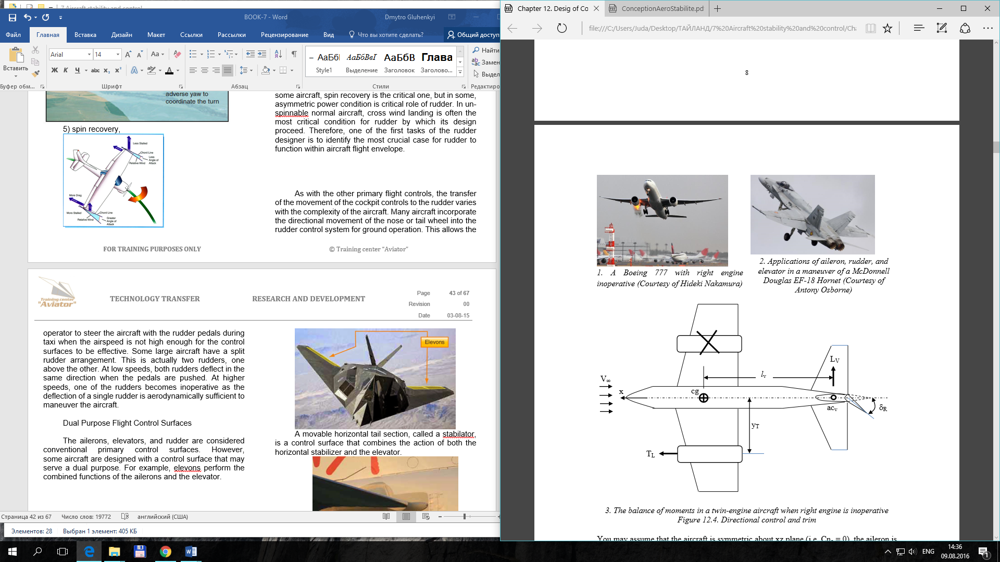 7 Aircraft stability and control
BOOK-7 - Word
Dmytro Gluhenkyi
Файл
Главная
Вставка
Дизайн
Макет
Ссылки
Рассылки
Рецензирование
Вид
Что вы хотите сделать?
Общий доступ
Вставить
Буфер обм...
Arial
14
Aa
Ж К Ч abc x₂ x²
Шрифт
Абзац
АаБбІ
Style1
АаБбВвІ
Выделение
АаБбВ
Заголовок
Глава
Заголово...
Стили
Найти
Замен
Выдел
Редактиро
adverse yaw to
coordinate the turn
5) spin recovery,
Less Stalled
Chord Line
Less
Angle of
Attack
Relative Wind
More Drag
More Stalled
Chord Line
Relative Wind
Greater
Angle of
Attack
some aircraft, spin recovery is the critical one, but in some,
asymmetric power condition is critical role of rudder. In un-
spinnable normal aircraft, cross wind landing is often the
most critical condition for rudder by which its design
proceed. Therefore, one of the first tasks of the rudder
designer is to identify the most crucial case for rudder to
function within aircraft flight envelope.
As with the other primary flight controls, the transfer
of the movement of the cockpit controls to the rudder varies
with the complexity of the aircraft. Many aircraft incorporate
the directional movement of the nose or tail wheel into the
rudder control system for ground operation. This allows the
FOR TRAINING PURPOSES ONLY
© Training center “Aviator”
Training center
"Aviator"
TECHNOLOGY TRANSFER
RESEARCH AND DEVELOPMENT
Page 43 of 67
Revision 00
Date 03-08-15
operator to steer the aircraft with the rudder pedals during
taxi when the airspeed is not high enough for the control
surfaces to be effective. Some large aircraft have a split
rudder arrangement. This is actually two rudders, one
above the other. At low speeds, both rudders deflect in the
same direction when the pedals are pushed. At higher
speeds, one of the rudders becomes inoperative as the
deflection of a single rudder is aerodynamically sufficient to
maneuver the aircraft.
Dual Purpose Flight Control Surfaces
The ailerons, elevators, and rudder are considered
conventional primary control surfaces. However,
some aircraft are designed with a control surface that may
serve a dual purpose. For example, elevons perform the
combined functions of the ailerons and the elevator.
Elevons
A movable horizontal tail section, called a stabilator,
is a control surface that combines the action of both the
horizontal stabilizer and the elevator.
Страница 42 из 67
Число слов: 19772
английский (США)
Элементов: 28
Выбран 1 элемент: 405 КБ
Chapter 12. Desig of Co
ConceptionAeroStabilite.pd
file:///C:/Users/Juda/Desktop/ТАЙЛАНД/7%20Aircraft%20stability%20and%20control/Cha
8
1. A Boeing 777 with right engine
inoperative (Courtesy of Hideki Nakamura)
2. Applications of aileron, rudder, and
elevator in a maneuver of a McDonnell
Douglas EF-18 Hornet (Courtesy of
Antony Osborne)
LV
lv
V∞
x
cg
acv
δR
yT
TL
3. The balance of moments in a twin-engine aircraft when right engine is inoperative
Figure 12.4. Directional control and trim
You may assume that the aircraft is symmetric about xz plane (i.e. the aileron is
ENG
14:36
09.08.2016
1